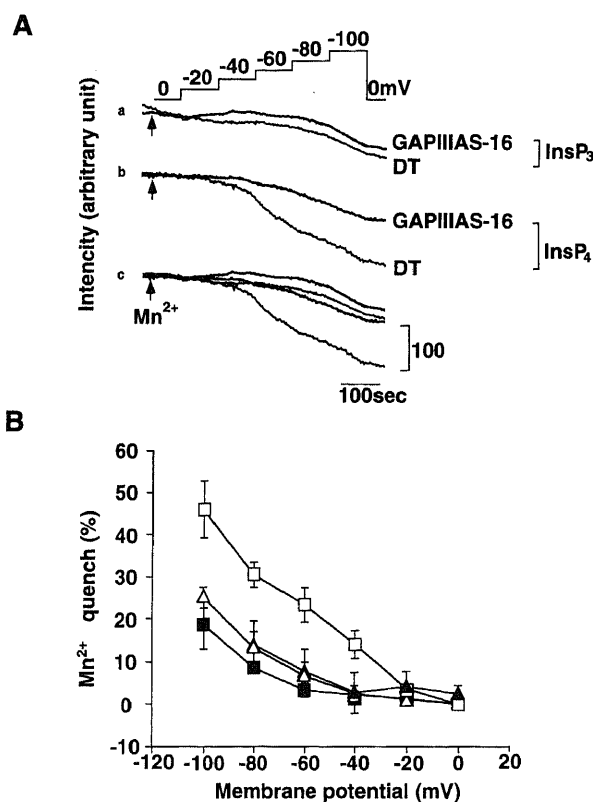 A
0 -20 -40 -60 -80 -100
0mV
Intencity (arbitrary unit)
a
GAPIIIAS-16
DT
InsP3
b
GAPIIIAS-16
DT
InsP4
c
Mn2+
100
100sec
B
Mn2+ quench (%)
60
50
40
30
20
10
0
-10
-120 -100 -80 -60 -40 -20 0 20
Membrane potential (mV)